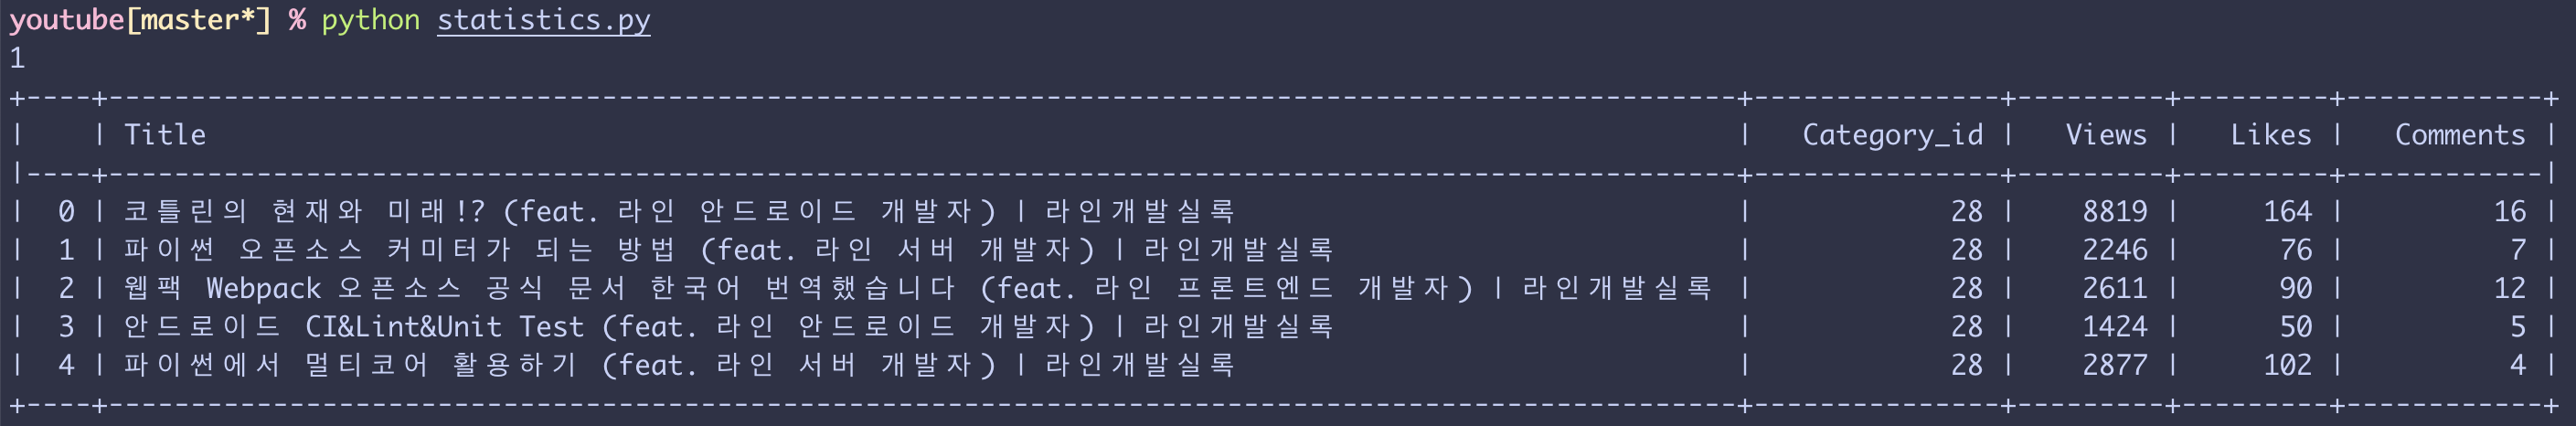 youtube[master*] % python statistics.py
1
+----+---------------------------------------------------------------------------------------------------+---------------+---------+---------+------------+
|    | Title                                                                                             |   Category_id |   Views |   Likes |   Comments |
|----+---------------------------------------------------------------------------------------------------+---------------+---------+---------+------------|
|  0 | 코틀린의 현재와 미래!? (feat. 라인 안드로이드 개발자) | 라인개발실록                               |            28 |    8819 |     164 |         16 |
|  1 | 파이썬 오픈소스 커미터가 되는 방법 (feat. 라인 서버 개발자) | 라인개발실록                         |            28 |    2246 |      76 |          7 |
|  2 | 웹팩 Webpack 오픈소스 공식 문서 한국어 번역했습니다 (feat. 라인 프론트엔드 개발자) | 라인개발실록  |            28 |    2611 |      90 |         12 |
|  3 | 안드로이드 CI&Lint&Unit Test (feat. 라인 안드로이드 개발자) | 라인개발실록                         |            28 |    1424 |      50 |          5 |
|  4 | 파이썬에서 멀티코어 활용하기 (feat. 라인 서버 개발자) | 라인개발실록                               |            28 |    2877 |     102 |          4 |
+----+---------------------------------------------------------------------------------------------------+---------------+---------+---------+------------+